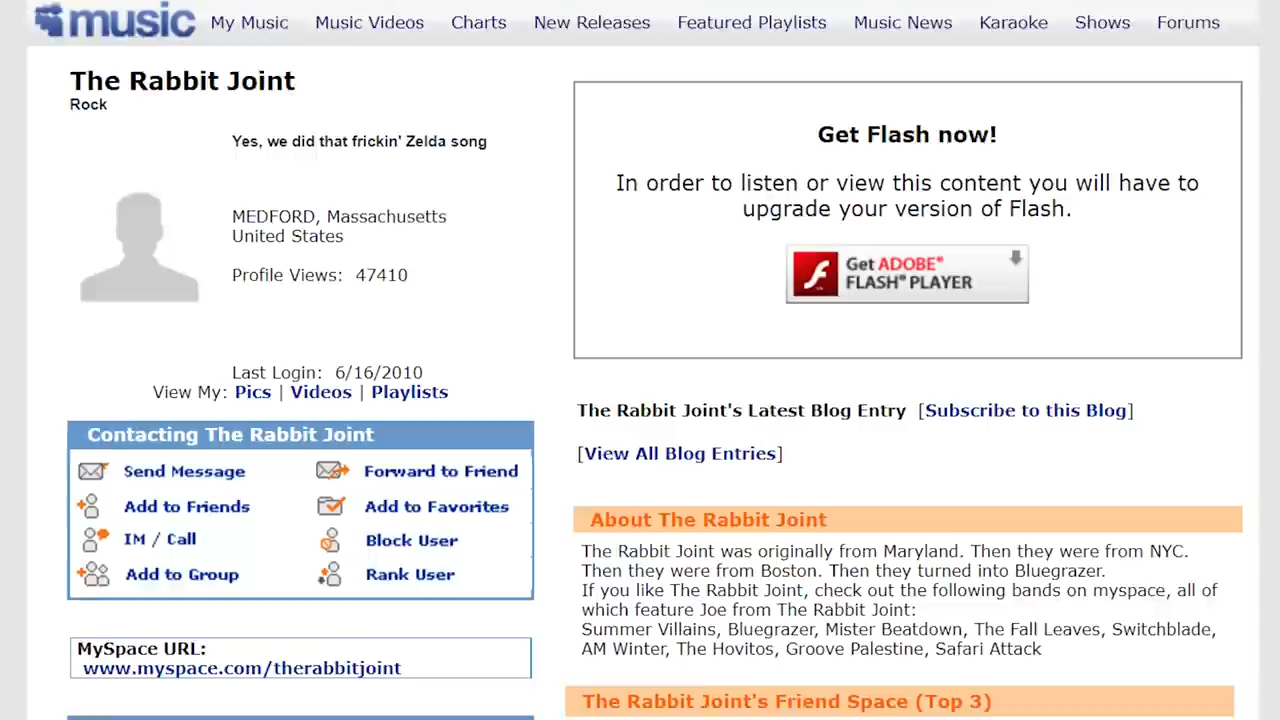 music My Music Music Videos Charts New Releases Featured Playlists Music News Karaoke Shows Forums
The Rabbit Joint
Rock
Yes, we did that frickin' Zelda song
MEDFORD, Massachusetts
United States
Profile Views: 47410
Last Login: 6/16/2010
View My: Pics | Videos | Playlists
Contacting The Rabbit Joint
Send Message Forward to Friend
Add to Friends Add to Favorites
IM / Call Block User
Add to Group Rank User
MySpace URL:
www.myspace.com/therabbitjoint
Get Flash now!
In order to listen or view this content you will have to
upgrade your version of Flash.
Get ADOBE®
FLASH® PLAYER
The Rabbit Joint's Latest Blog Entry [Subscribe to this Blog]
[View All Blog Entries]
About The Rabbit Joint
The Rabbit Joint was originally from Maryland. Then they were from NYC.
Then they were from Boston. Then they turned into Bluegrazer.
If you like The Rabbit Joint, check out the following bands on myspace, all of
which feature Joe from The Rabbit Joint:
Summer Villains, Bluegrazer, Mister Beatdown, The Fall Leaves, Switchblade,
AM Winter, The Hovitos, Groove Palestine, Safari Attack
The Rabbit Joint's Friend Space (Top 3)